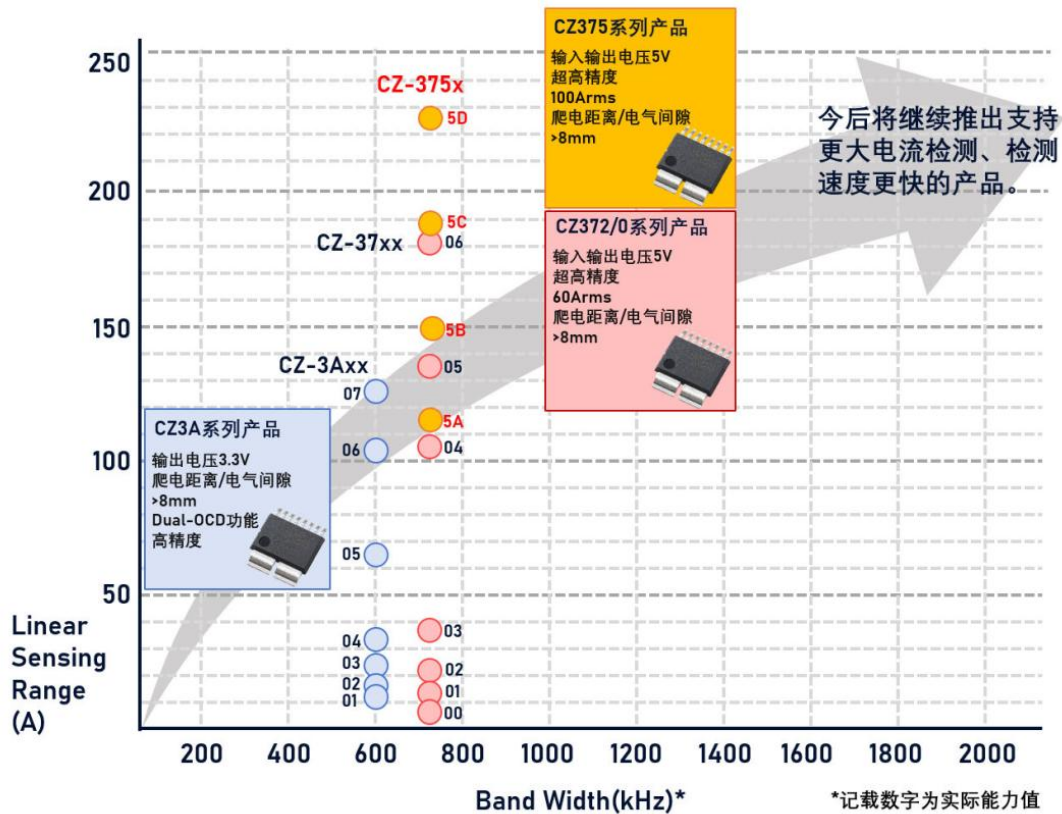 CZ375系列产品
输入输出电压5V
超高精度
100Arms
爬电距离/电气间隙
>8mm
CZ372/0系列产品
输入输出电压5V
超高精度
60Arms
爬电距离/电气间隙
>8mm
今后将继续推出支持
更大电流检测、检测
速度更快的产品。
CZ-375x
5D
5C
CZ-37xx
06
5B
05
5A
04
03
02
01
00
CZ-3Axx
07
06
05
04
03
02
01
CZ3A系列产品
输出电压3.3V
爬电距离/电气间隙
>8mm
Dual-OCD功能
高精度
250
200
150
100
50
Linear
Sensing
Range
(A)
200 400 600 800 1000 1200 1400 1600 1800 2000
Band Width(kHz)*
*记载数字为实际能力值